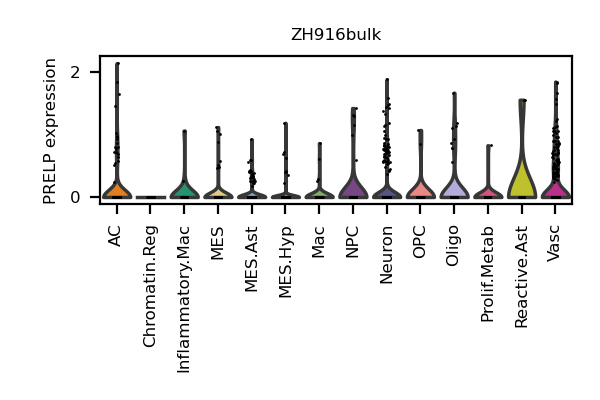 ZH916bulk
PRELP expression
2
0
AC
Chromatin.Reg
Inflammatory.Mac
MES
MES.Ast
MES.Hyp
Mac
NPC
Neuron
OPC
Oligo
Prolif.Metab
Reactive.Ast
Vasc